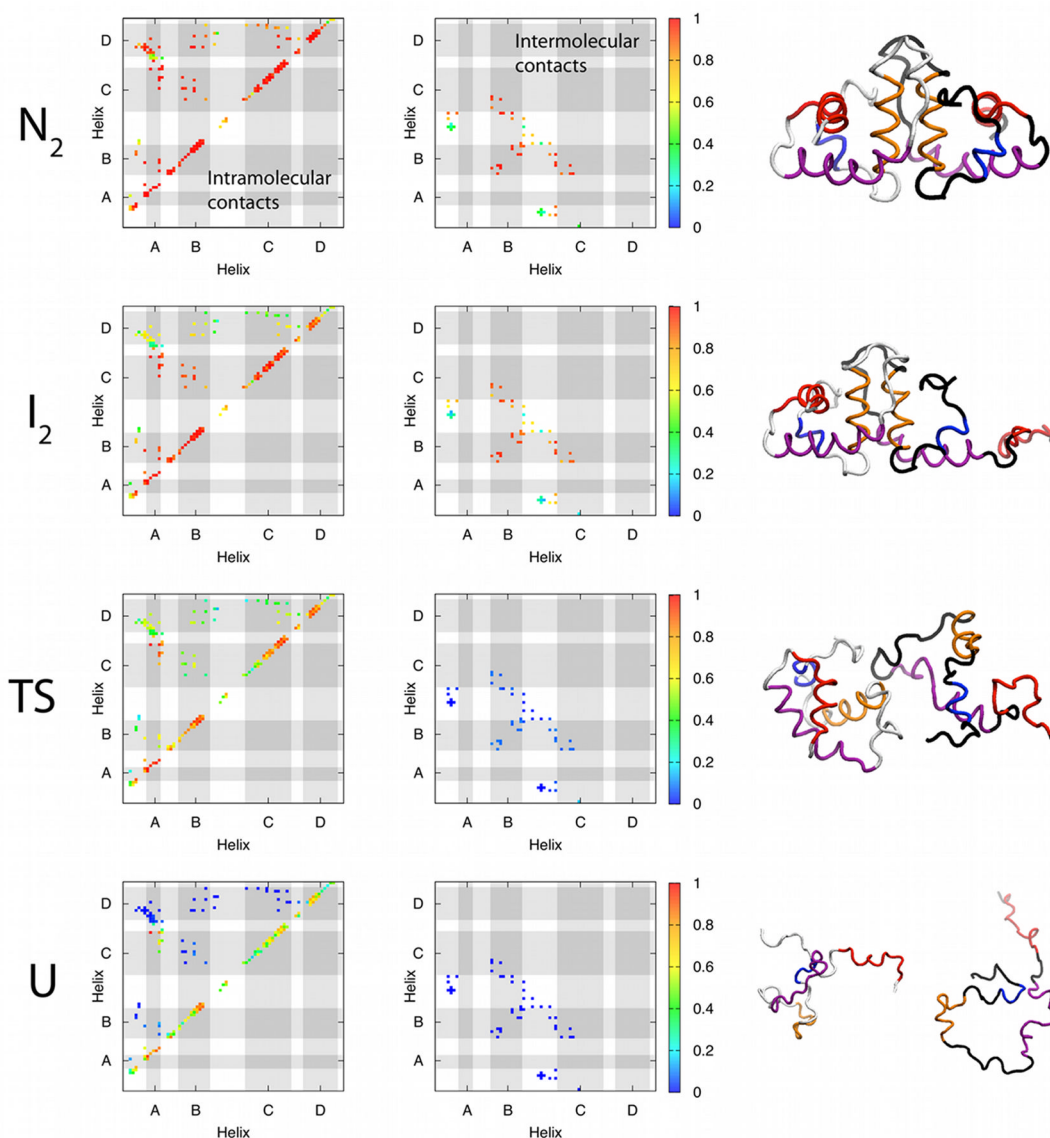 N2
D
C
B
A
Helix
Intramolecular
contacts
A B C D
Helix
Intermolecular
contacts
A B C D
Helix
Helix
1
0.8
0.6
0.4
0.2
0
I2
D
C
B
A
Helix
A B C D
Helix
D
C
B
A
Helix
A B C D
Helix
1
0.8
0.6
0.4
0.2
0
TS
D
C
B
A
Helix
A B C D
Helix
D
C
B
A
Helix
A B C D
Helix
1
0.8
0.6
0.4
0.2
0
U
D
C
B
A
Helix
A B C D
Helix
D
C
B
A
Helix
A B C D
Helix
1
0.8
0.6
0.4
0.2
0